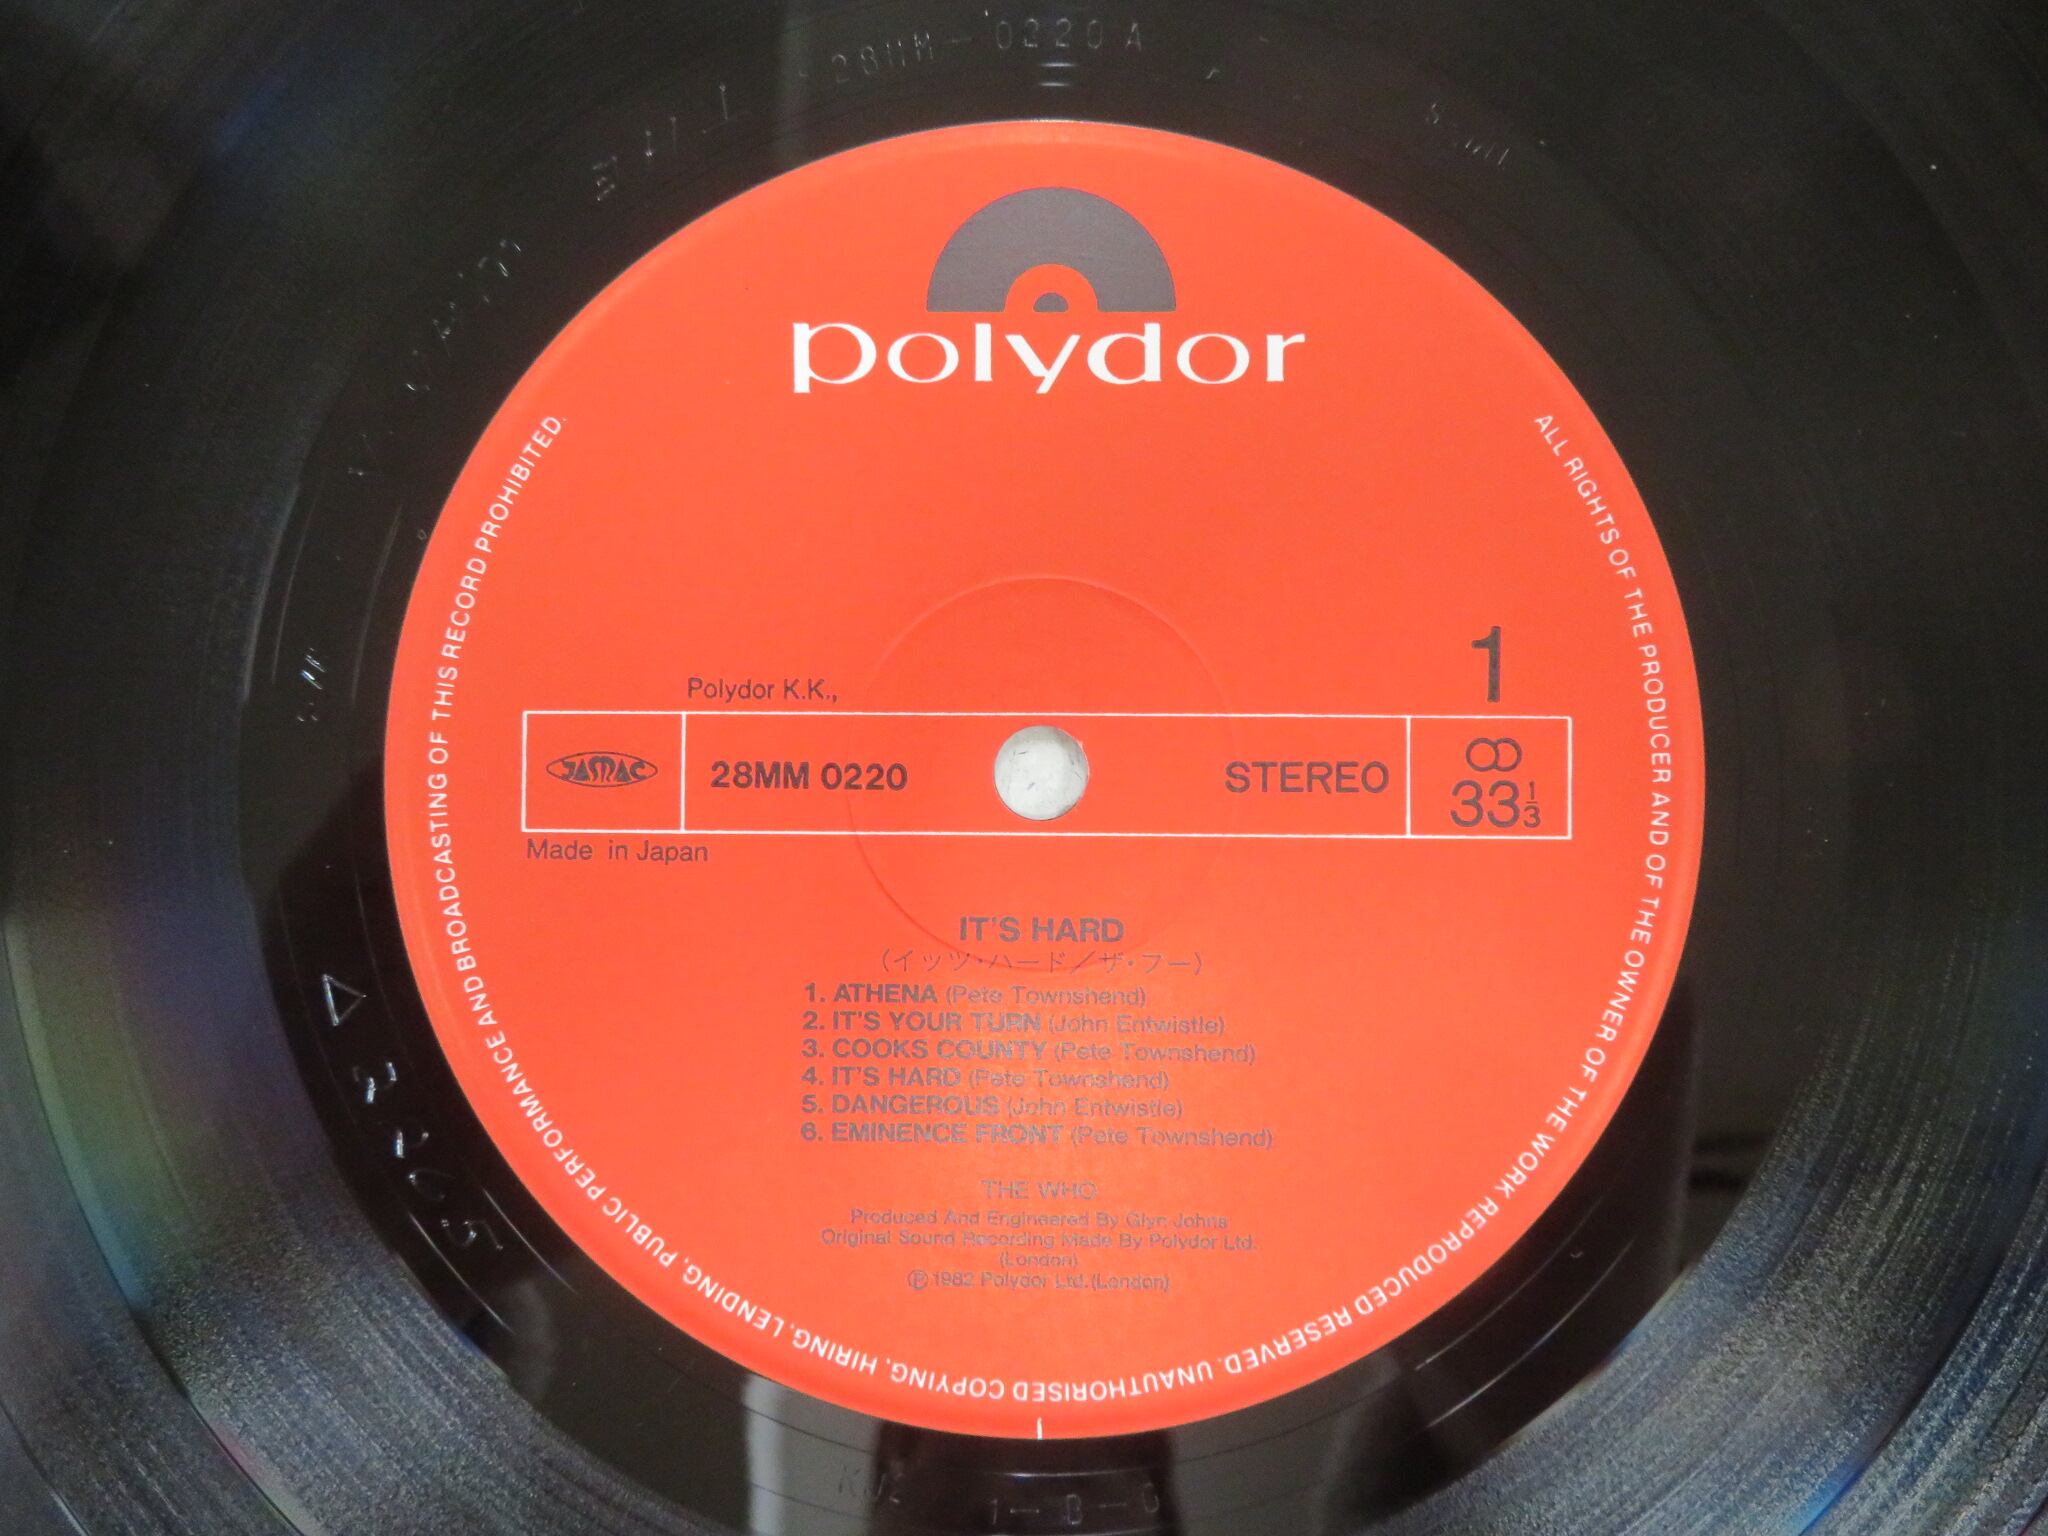 28MM-0220A
polydor
1
Polydor K.K.,
JASRAC
28MM 0220
STEREO
33 1/3
Made in Japan
IT'S HARD
(イッツ・ハード／ザ・フー)
1. ATHENA (Pete Townshend)
2. IT'S YOUR TURN (John Entwistle)
3. COOKS COUNTY (Pete Townshend)
4. IT'S HARD (Pete Townshend)
5. DANGEROUS (John Entwistle)
6. EMINENCE FRONT (Pete Townshend)
THE WHO
Produced And Engineered By Glyn Johns
Original Sound Recording Made By Polydor Ltd.
(London)
Ⓟ 1982 Polydor Ltd. (London)
ALL RIGHTS OF THE PRODUCER AND OF THE OWNER OF THE WORK REPRODUCED RESERVED. UNAUTHORISED COPYING, HIRING, LENDING, PUBLIC PERFORMANCE AND BROADCASTING OF THIS RECORD PROHIBITED.